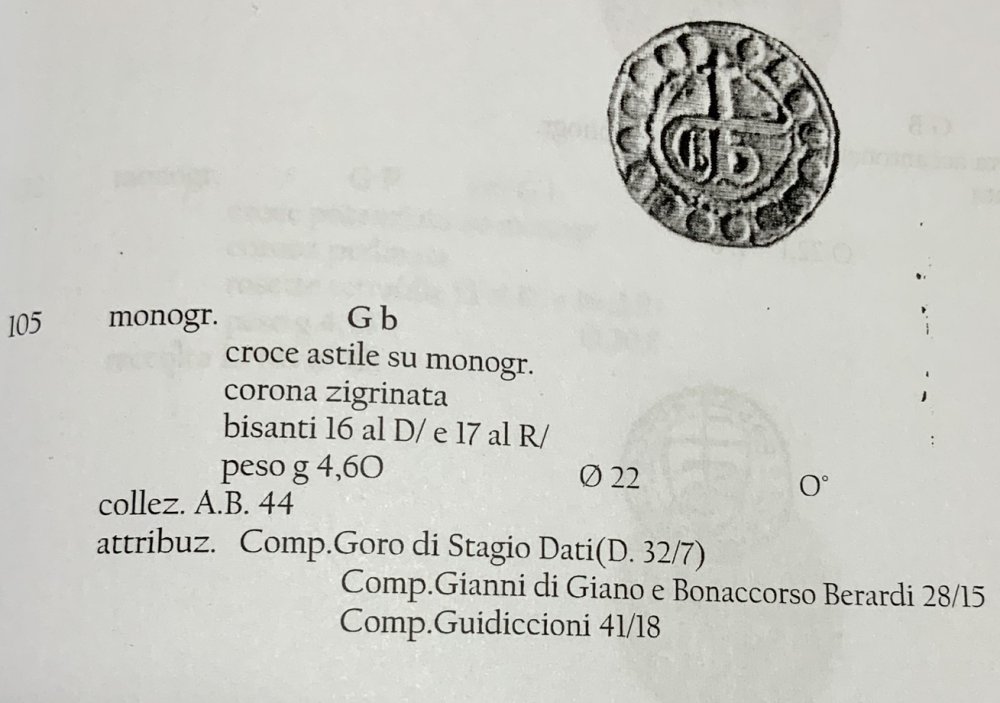 105 monogr. G b
croce astile su monogr.
corona zigrinata
bisanti 16 al D/ e 17 al R/
peso g 4,60 Ø 22 O°
collez. A.B. 44
attribuz. Comp.Goro di Stagio Dati(D. 32/7)
Comp.Gianni di Giano e Bonaccorso Berardi 28/15
Comp.Guidiccioni 41/18